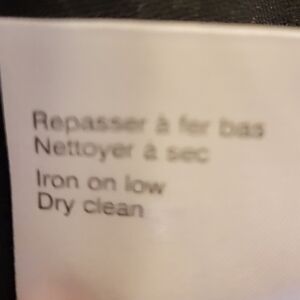 Repasser à fer bas
Nettoyer à sec
Iron on low
Dry clean